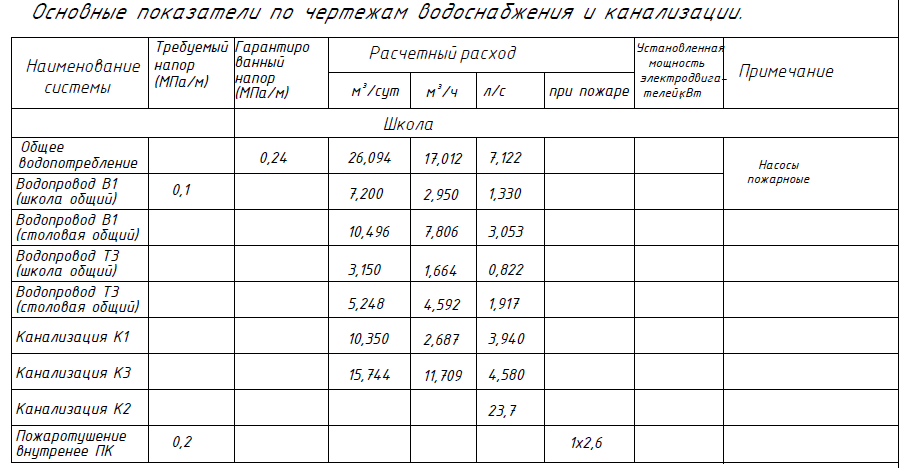 Основные показатели по чертежам водоснабжения и канализации.
Наименование системы Требуемый напор (МПа/м) Гарантиро ванный напор (МПа/м) Расчетный расход Установленная мощность электродвига- телей,кВт Примечание
м³/сут м³/ч л/с при пожаре
Школа
Общее водопотребление 0,24 26,094 17,012 7,122 Насосы пожарноые
Водопровод В1 (школа общий) 0,1 7,200 2,950 1,330
Водопровод В1 (столовая общий) 10,496 7,806 3,053
Водопровод Т3 (школа общий) 3,150 1,664 0,822
Водопровод Т3 (столовая общий) 5,248 4,592 1,917
Канализация К1 10,350 2,687 3,940
Канализация К3 15,744 11,709 4,580
Канализация К2 23,7
Пожаротушение внутренее ПК 0,2 1х2,6